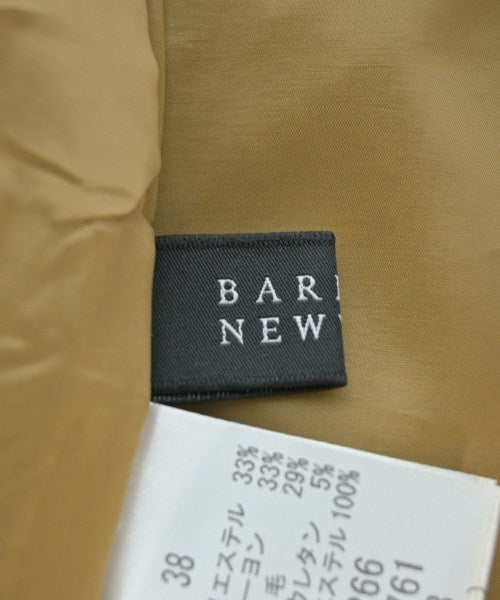 BAR
NEW
38
エステル 33%
ーヨン 33%
毛 29%
ウレタン 5%
ステル 100%
66
761